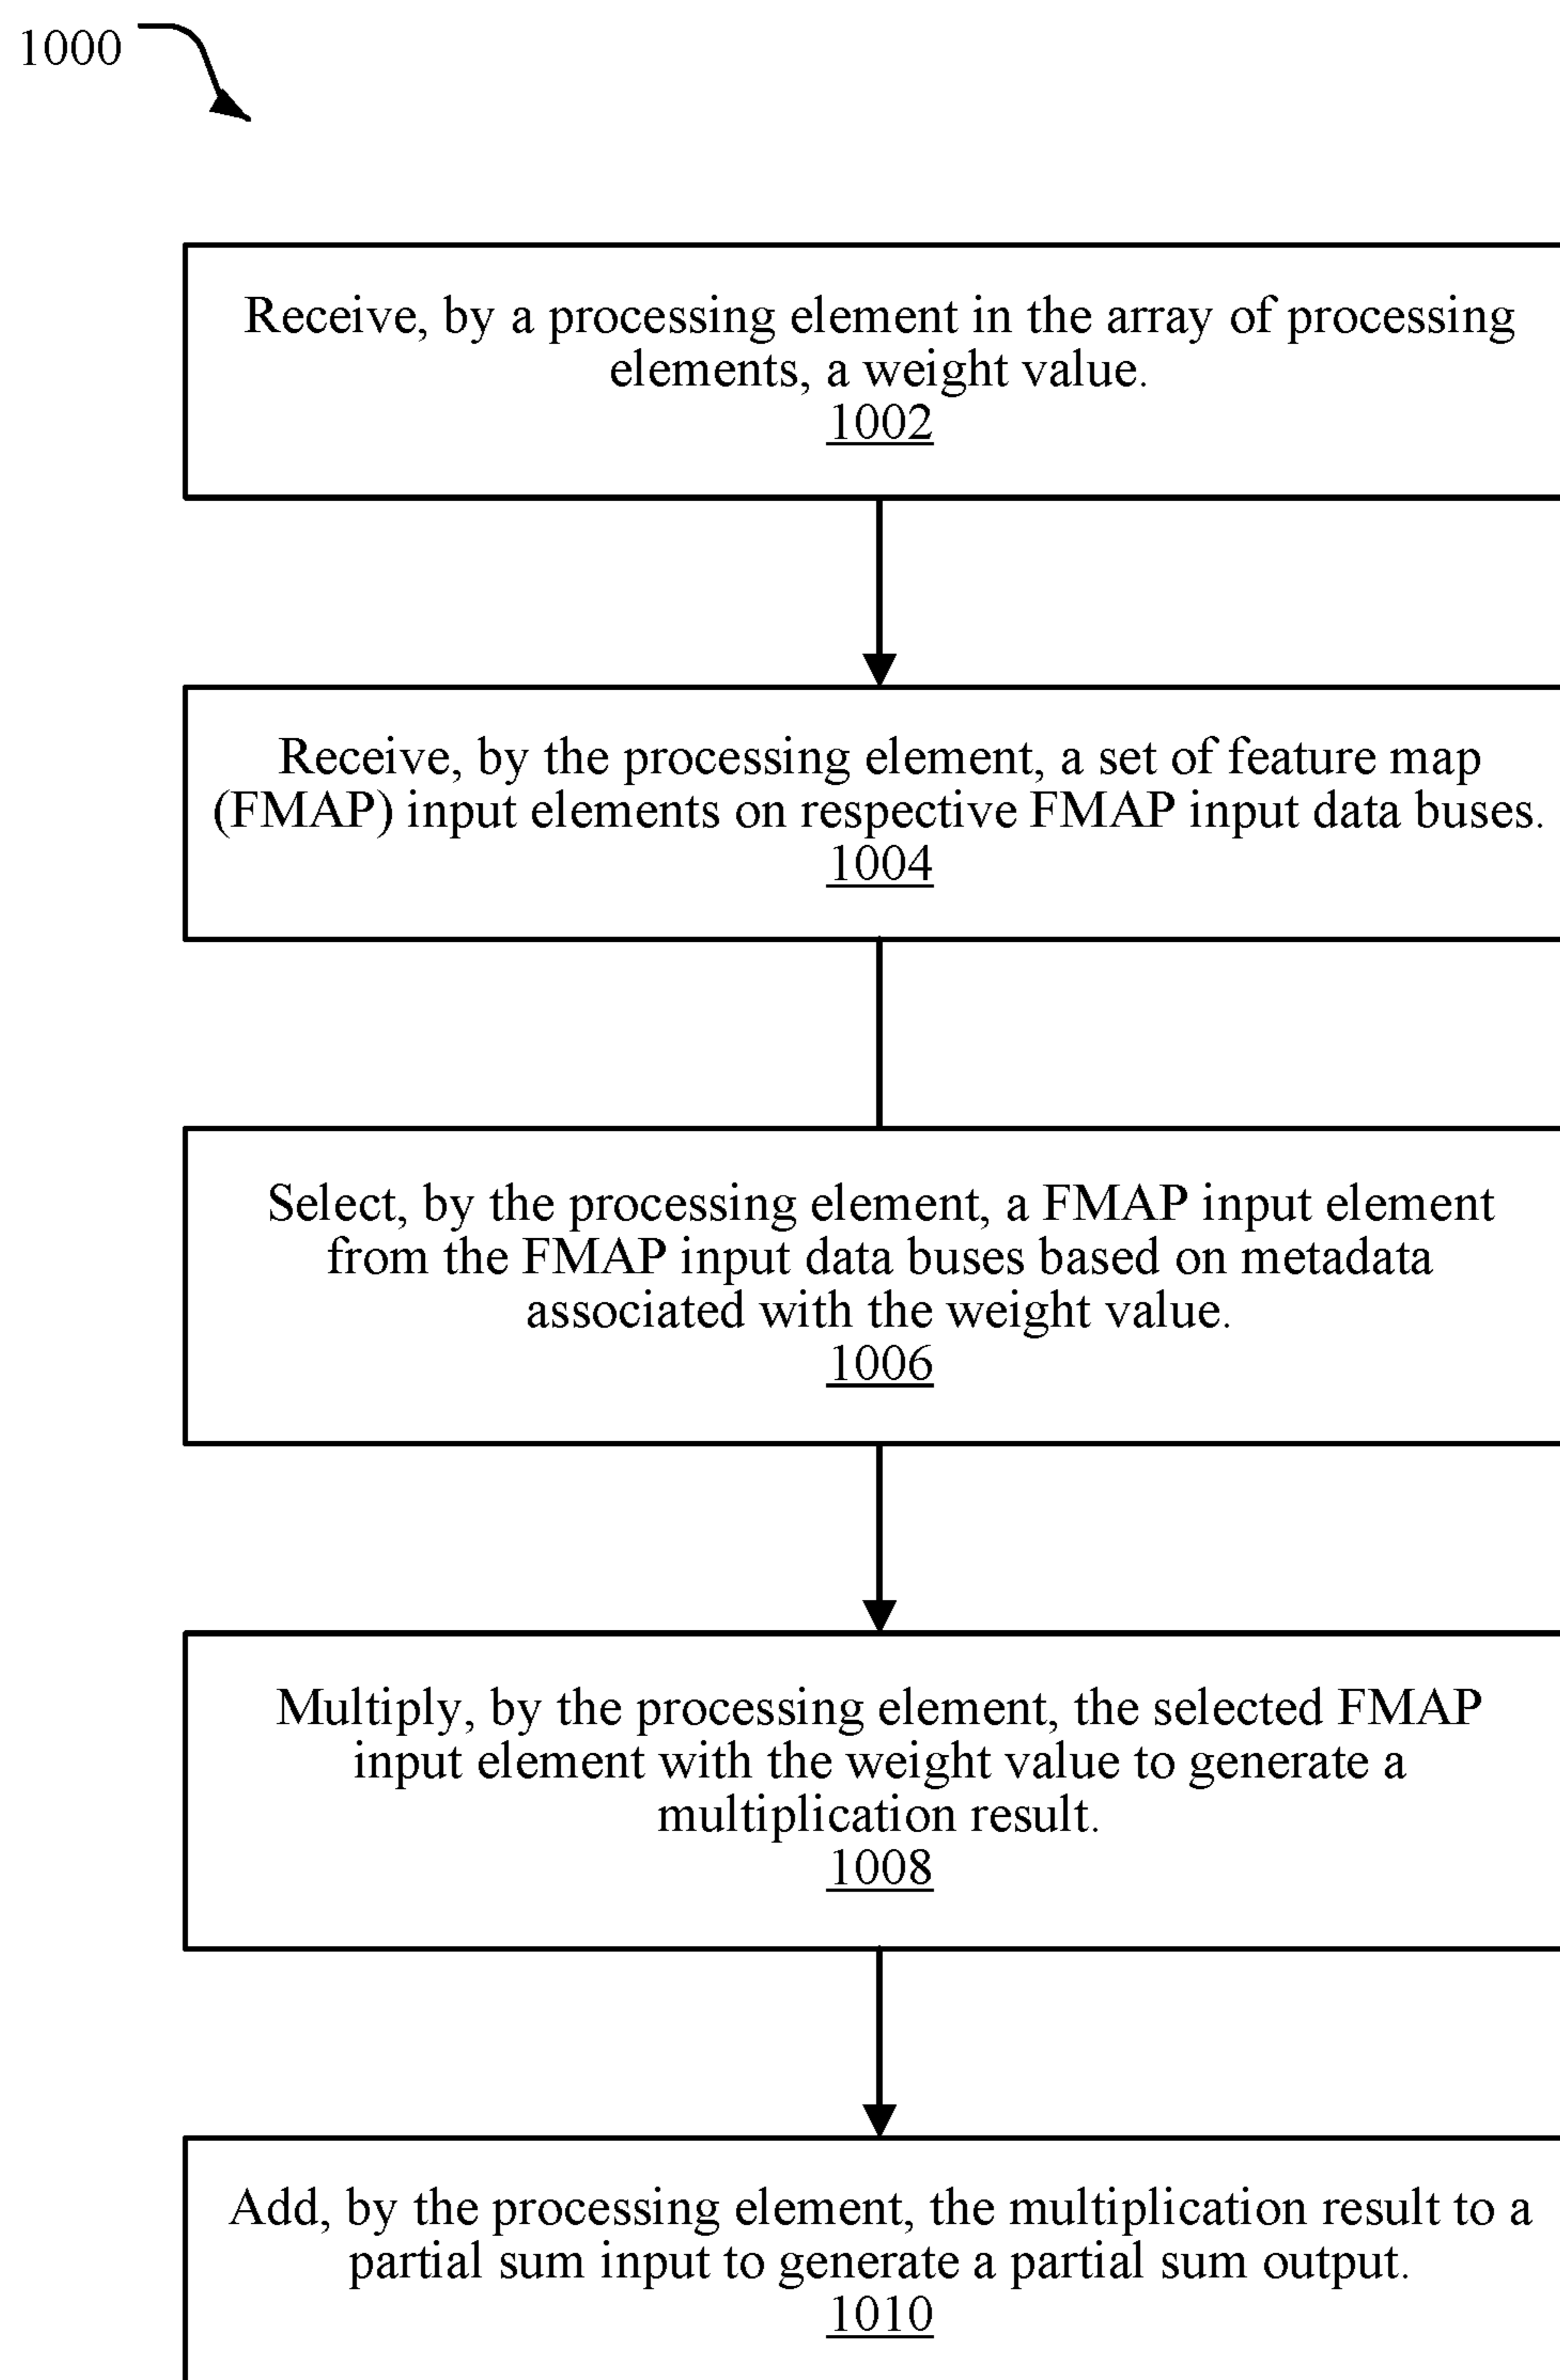 1000
Receive, by a processing element in the array of processing
elements, a weight value.
1002
Receive, by the processing element, a set of feature map
(FMAP) input elements on respective FMAP input data buses.
1004
Select, by the processing element, a FMAP input element
from the FMAP input data buses based on metadata
associated with the weight value.
1006
Multiply, by the processing element, the selected FMAP
input element with the weight value to generate a
multiplication result.
1008
Add, by the processing element, the multiplication result to a
partial sum input to generate a partial sum output.
1010